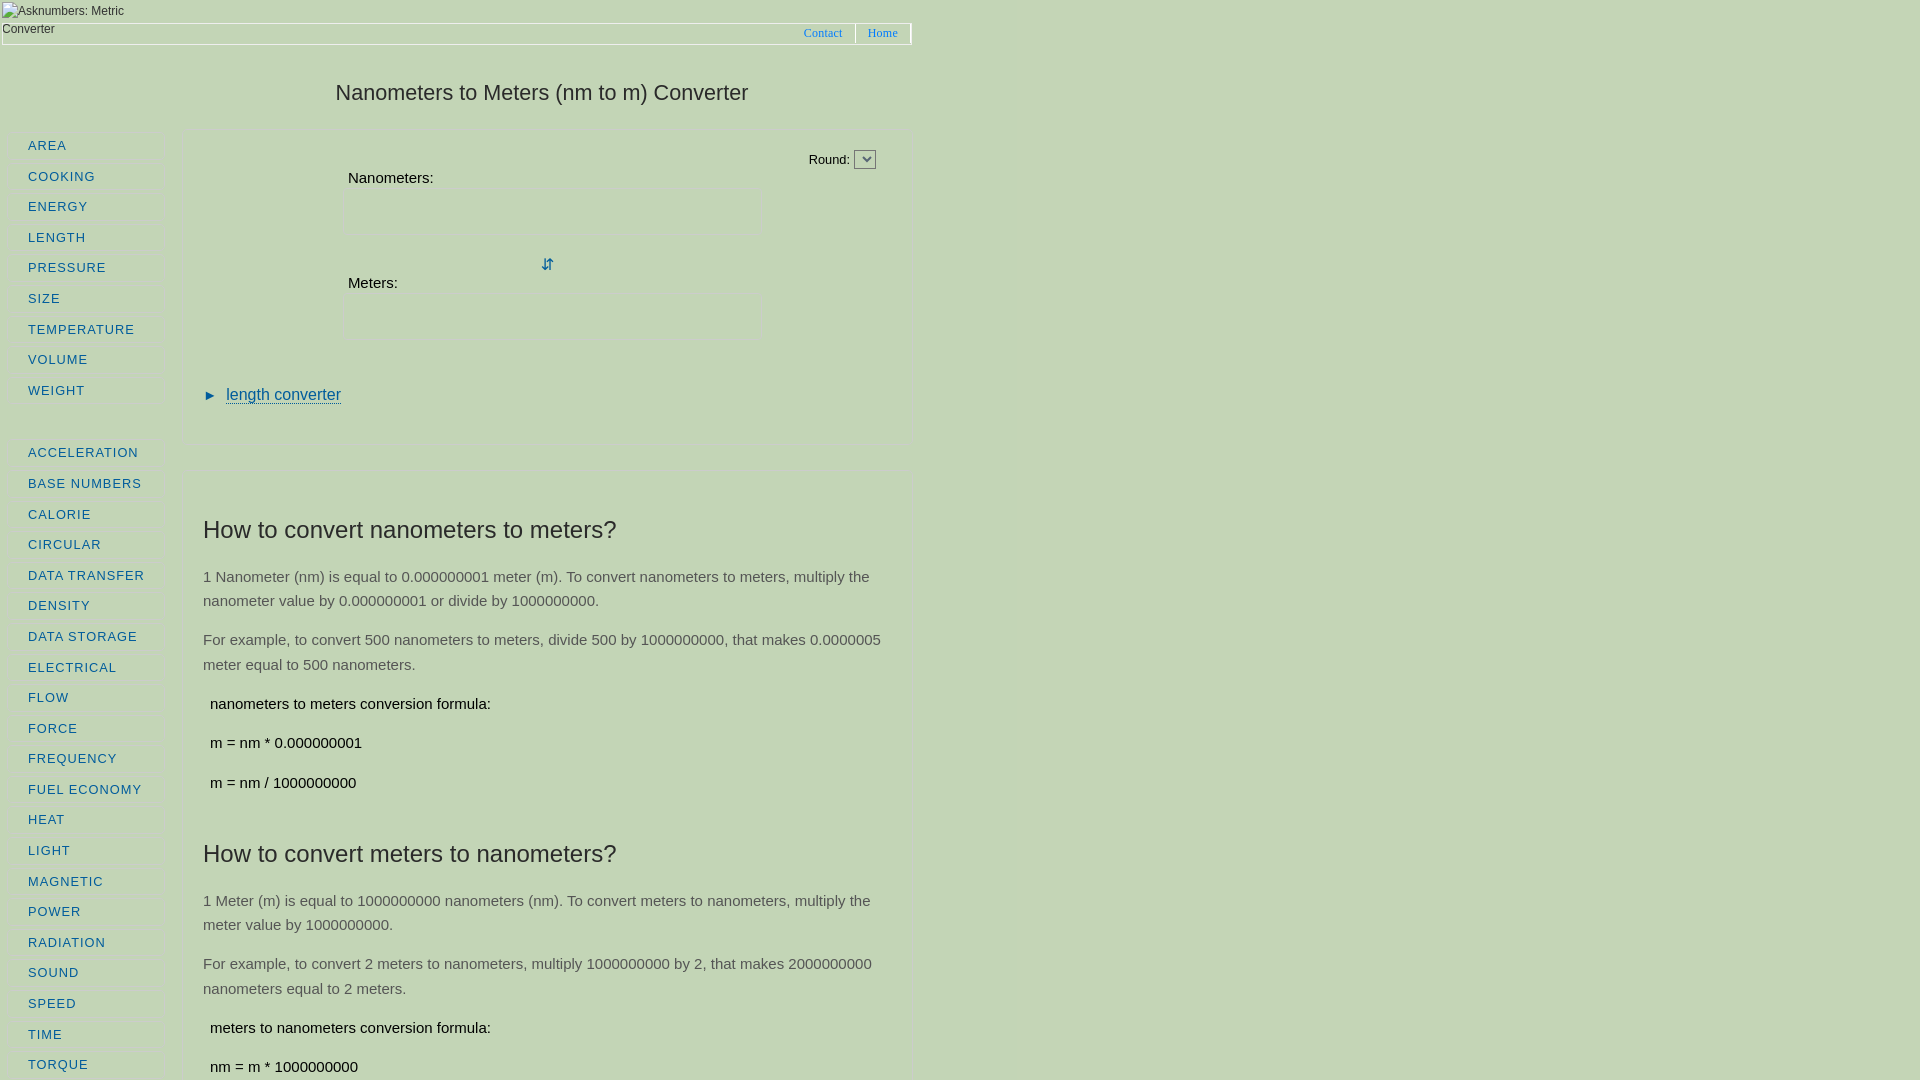 Asknumbers: Metric
Converter
Contact
Home
Nanometers to Meters (nm to m) Converter
AREA
COOKING
ENERGY
LENGTH
PRESSURE
SIZE
TEMPERATURE
VOLUME
WEIGHT
ACCELERATION
BASE NUMBERS
CALORIE
CIRCULAR
DATA TRANSFER
DENSITY
DATA STORAGE
ELECTRICAL
FLOW
FORCE
FREQUENCY
FUEL ECONOMY
HEAT
LIGHT
MAGNETIC
POWER
RADIATION
SOUND
SPEED
TIME
TORQUE
Round:
Nanometers:
⇵
Meters:
► length converter
How to convert nanometers to meters?
1 Nanometer (nm) is equal to 0.000000001 meter (m). To convert nanometers to meters, multiply the
nanometer value by 0.000000001 or divide by 1000000000.
For example, to convert 500 nanometers to meters, divide 500 by 1000000000, that makes 0.0000005
meter equal to 500 nanometers.
nanometers to meters conversion formula:
m = nm * 0.000000001
m = nm / 1000000000
How to convert meters to nanometers?
1 Meter (m) is equal to 1000000000 nanometers (nm). To convert meters to nanometers, multiply the
meter value by 1000000000.
For example, to convert 2 meters to nanometers, multiply 1000000000 by 2, that makes 2000000000
nanometers equal to 2 meters.
meters to nanometers conversion formula:
nm = m * 1000000000